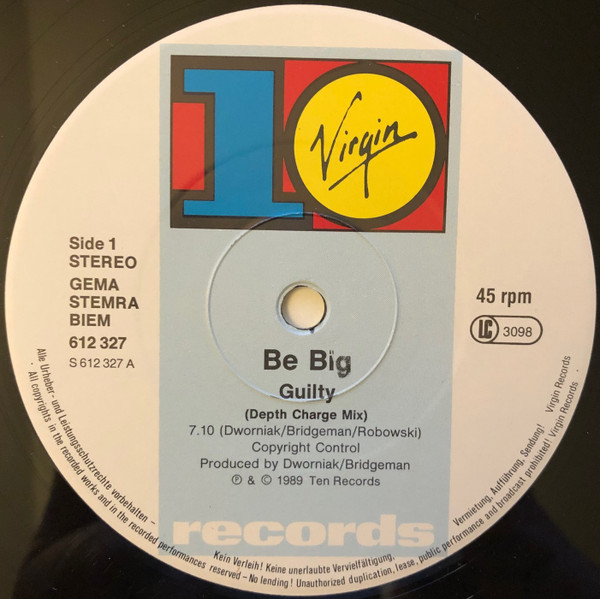 10
Virgin
Side 1
STEREO
GEMA
STEMRA
BIEM
612 327
S 612 327 A
45 rpm
LC 3098
Be Big
Guilty
(Depth Charge Mix)
7.10 (Dworniak/Bridgeman/Robowski)
Copyright Control
Produced by Dworniak/Bridgeman
℗ & © 1989 Ten Records
records
Alle Urheber- und Leistungsschutzrechte vorbehalten – Kein Verleih! Keine unerlaubte Vervielfältigung, Vermietung, Aufführung, Sendung! Virgin Records
· All copyrights in the recorded works and in the recorded performances reserved – No lending! Unauthorized duplication, lease, public performance and broadcast prohibited! Virgin Records ·